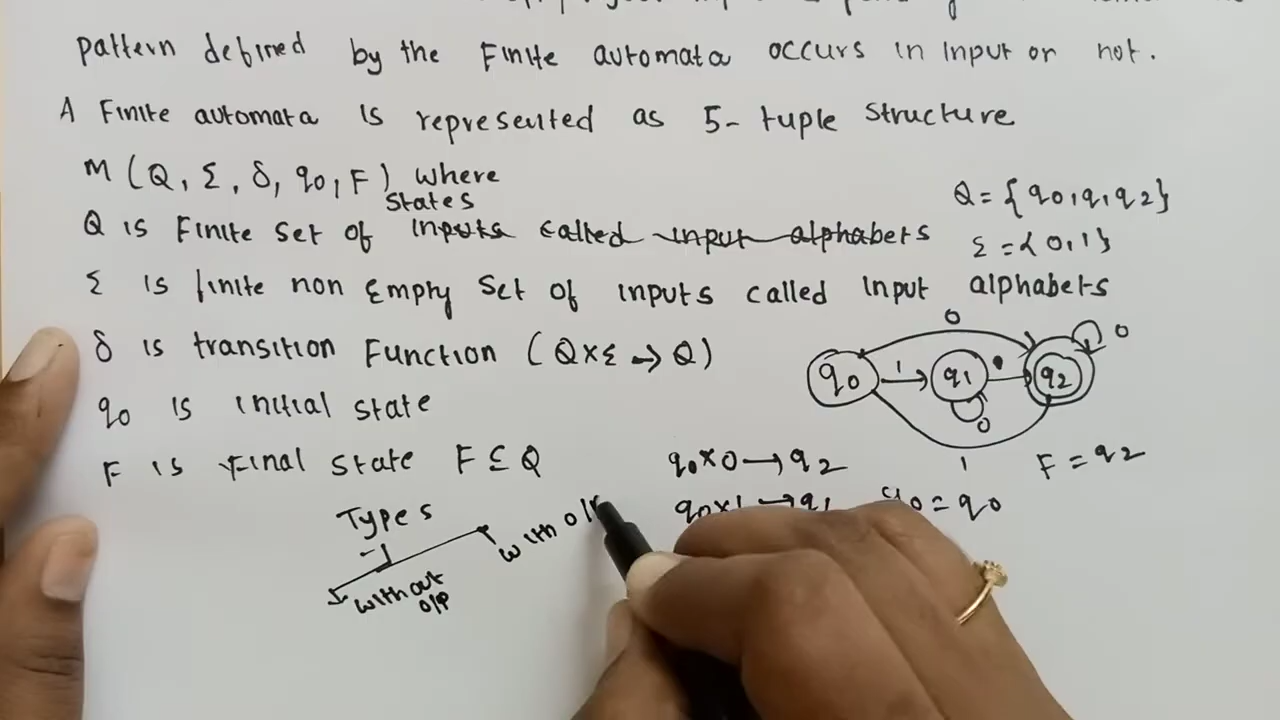 pattern defined by the Finite automata occurs in input or not.
A Finite automata is represented as 5- tuple Structure
M ( Q, Σ, δ, q0, F ) where
States
Q is Finite set of inputs called input alphabets
Q = { q0, q1, q2 }
Σ = { 0, 1 }
Σ is finite non Empty Set of inputs called Input alphabets
δ is transition Function ( Q×Σ → Q )
0
0
q0 1 q1 q2
0
1
q0 is initial state
F is Final state F ⊆ Q
q0×0 → q2
F = q2
q0×1 → q1
q0 = q0
Types
without o/p
with